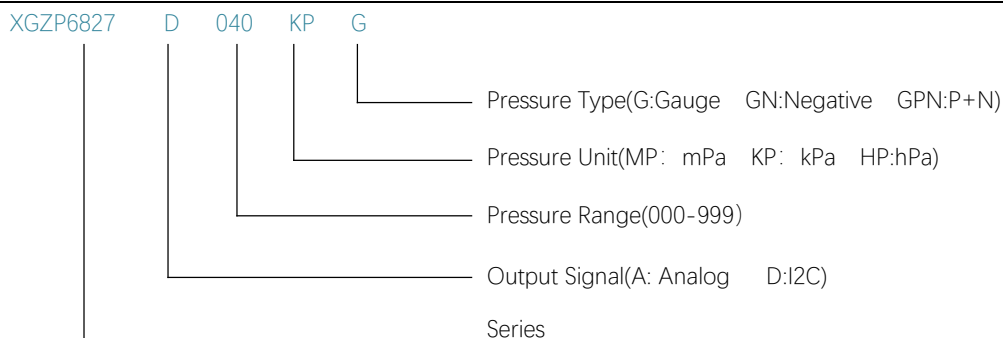 XGZP6827 D 040 KP G
Pressure Type(G:Gauge GN:Negative GPN:P+N)
Pressure Unit(MP: mPa KP: kPa HP:hPa)
Pressure Range(000-999)
Output Signal(A: Analog D:I2C)
Series